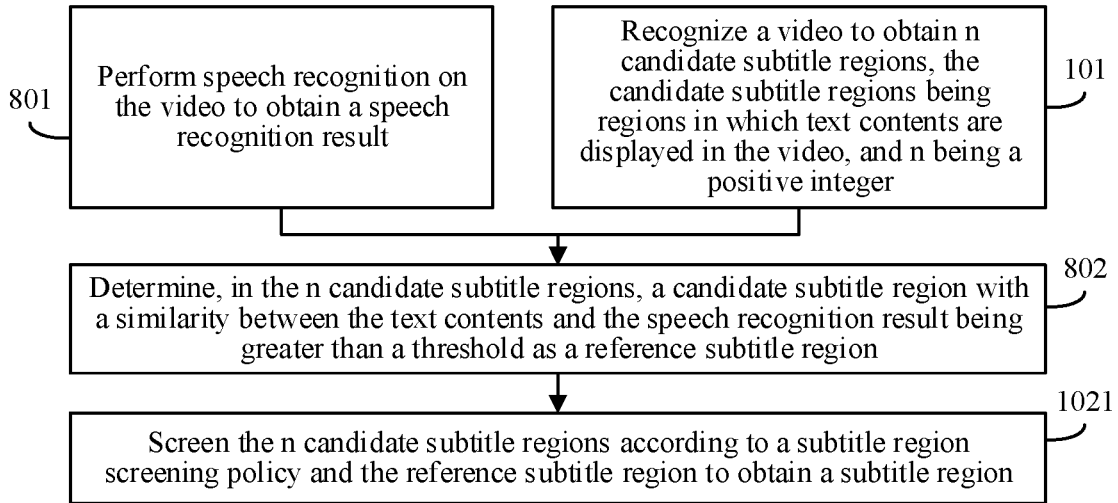 801
Perform speech recognition on
the video to obtain a speech
recognition result
Recognize a video to obtain n
candidate subtitle regions, the
candidate subtitle regions being
regions in which text contents are
displayed in the video, and n being a
positive integer
101
Determine, in the n candidate subtitle regions, a candidate subtitle region with
a similarity between the text contents and the speech recognition result being
greater than a threshold as a reference subtitle region
802
Screen the n candidate subtitle regions according to a subtitle region
screening policy and the reference subtitle region to obtain a subtitle region
1021